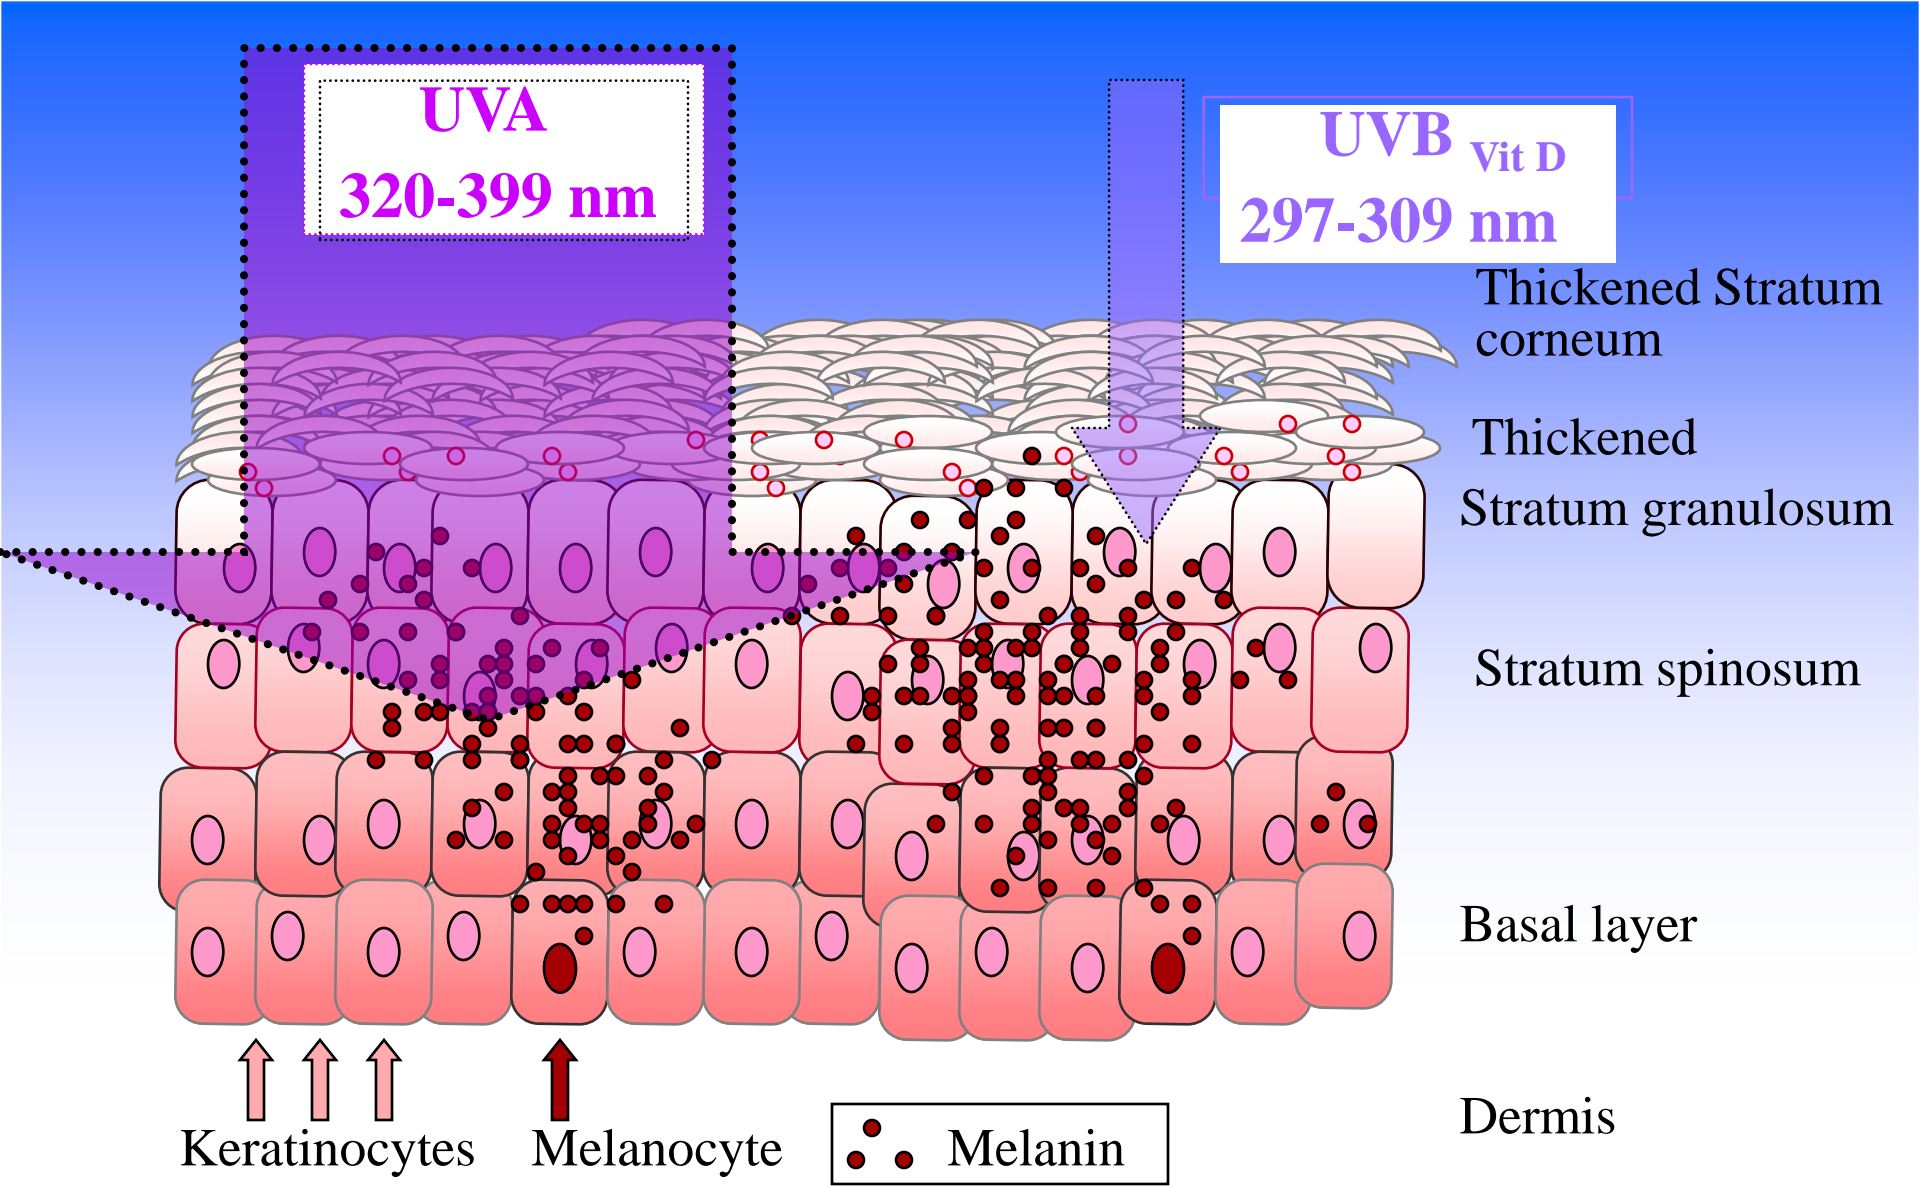 UVA
320-399 nm
UVB Vit D
297-309 nm
Thickened Stratum
corneum
Thickened
Stratum granulosum
Stratum spinosum
Basal layer
Dermis
Keratinocytes
Melanocyte
Melanin